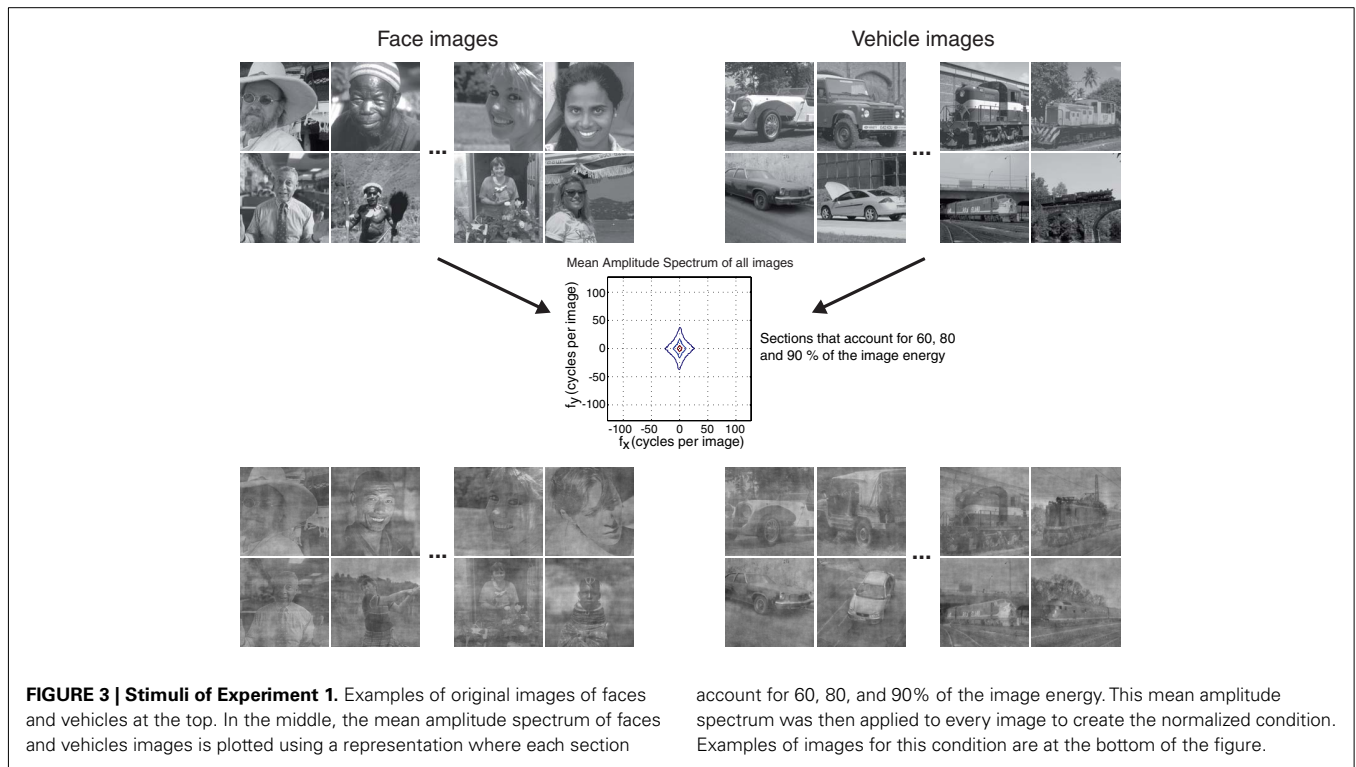 Face images
Vehicle images
...
...
Mean Amplitude Spectrum of all images
100
50
0
-50
-100
fy (cycles per image)
-100 -50 0 50 100
fx (cycles per image)
Sections that account for 60, 80
and 90 % of the image energy
...
...
FIGURE 3 | Stimuli of Experiment 1. Examples of original images of faces
and vehicles at the top. In the middle, the mean amplitude spectrum of faces
and vehicles images is plotted using a representation where each section
account for 60, 80, and 90% of the image energy. This mean amplitude
spectrum was then applied to every image to create the normalized condition.
Examples of images for this condition are at the bottom of the figure.